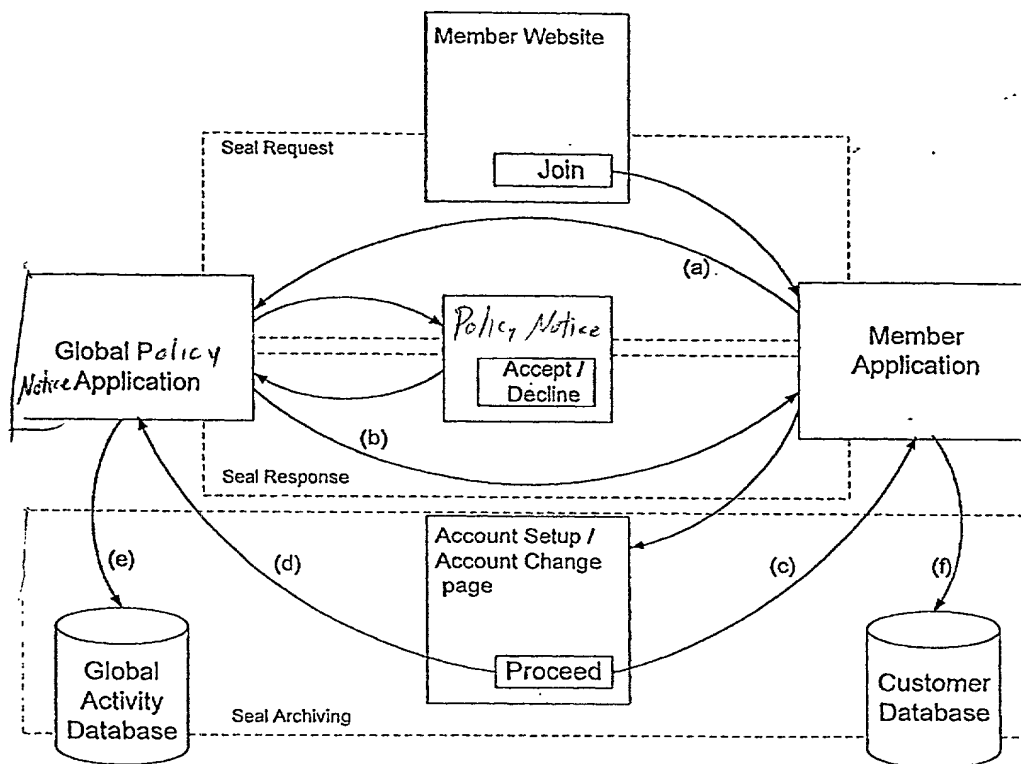 Member Website
Seal Request
Join
(a)
Policy Notice
Global Policy
Notice Application
Accept /
Decline
Member
Application
(b)
Seal Response
Account Setup /
Account Change
page
(e)
(d)
(c)
(f)
Proceed
Global
Activity
Database
Customer
Database
Seal Archiving